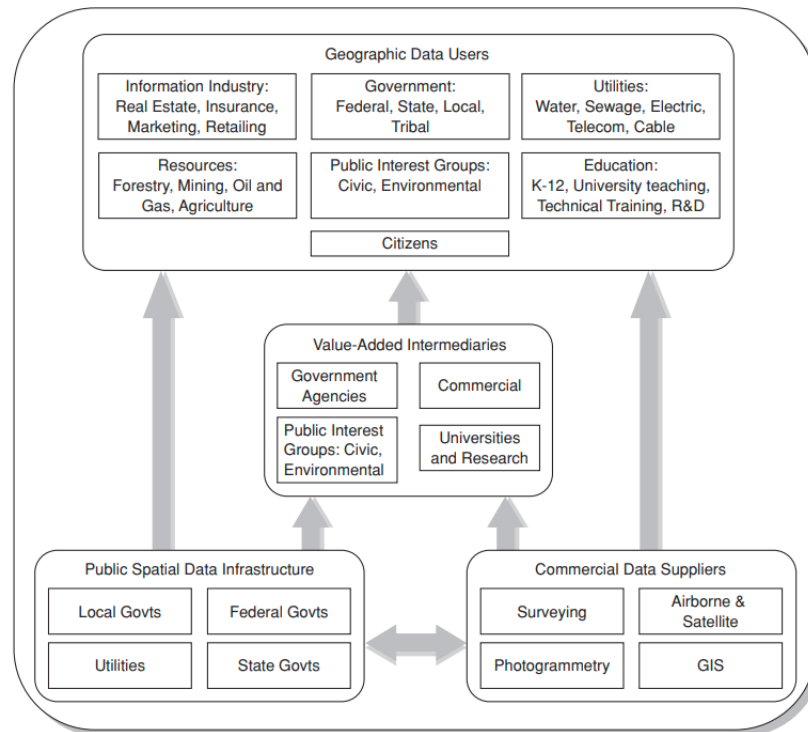 Geographic Data Users
Information Industry:
Real Estate, Insurance,
Marketing, Retailing
Government:
Federal, State, Local,
Tribal
Utilities:
Water, Sewage, Electric,
Telecom, Cable
Resources:
Forestry, Mining, Oil and
Gas, Agriculture
Public Interest Groups:
Civic, Environmental
Education:
K-12, University teaching,
Technical Training, R&D
Citizens
Value-Added Intermediaries
Government
Agencies
Commercial
Public Interest
Groups: Civic,
Environmental
Universities
and Research
Public Spatial Data Infrastructure
Local Govts
Federal Govts
Utilities
State Govts
Commercial Data Suppliers
Surveying
Airborne &
Satellite
Photogrammetry
GIS